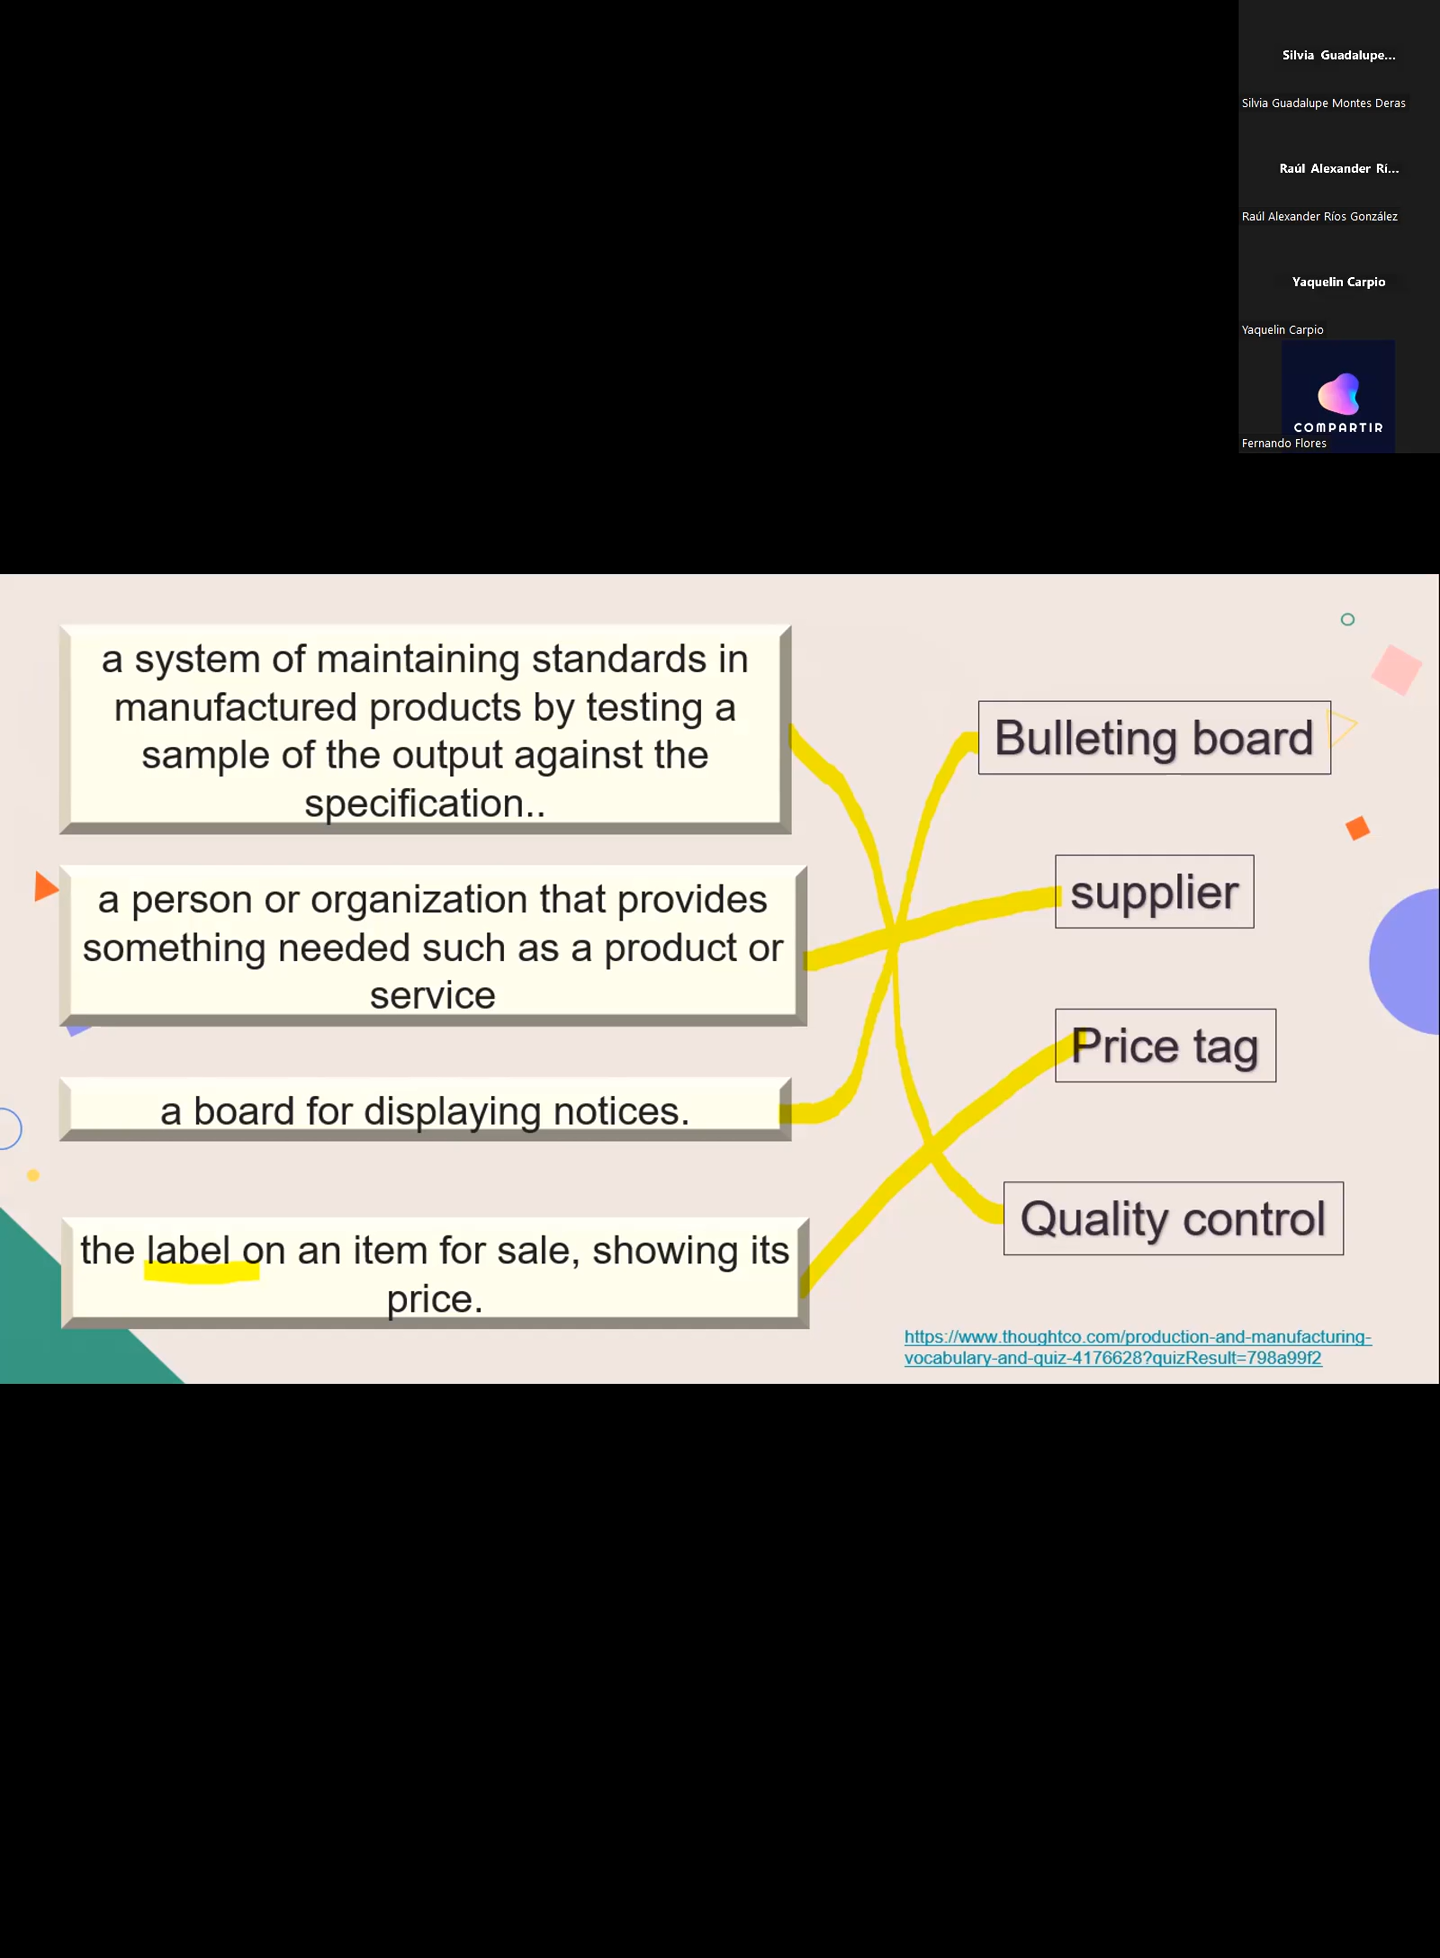 Silvia Guadalupe...
Silvia Guadalupe Montes Deras
Raúl Alexander Rí...
Raúl Alexander Ríos González
Yaquelin Carpio
Yaquelin Carpio
COMPARTIR
Fernando Flores
a system of maintaining standards in
manufactured products by testing a
sample of the output against the
specification..
a person or organization that provides
something needed such as a product or
service
a board for displaying notices.
the label on an item for sale, showing its
price.
Bulleting board
supplier
Price tag
Quality control
https://www.thoughtco.com/production-and-manufacturing-
vocabulary-and-quiz-4176628?quizResult=798a99f2